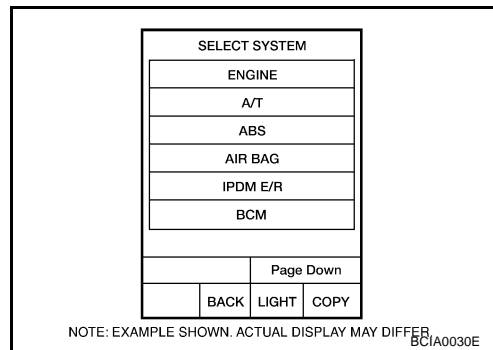 SELECT SYSTEM
ENGINE
A/T
ABS
AIR BAG
IPDM E/R
BCM
Page Down
BACK LIGHT COPY
NOTE: EXAMPLE SHOWN. ACTUAL DISPLAY MAY DIFFER.
BCIA0030E